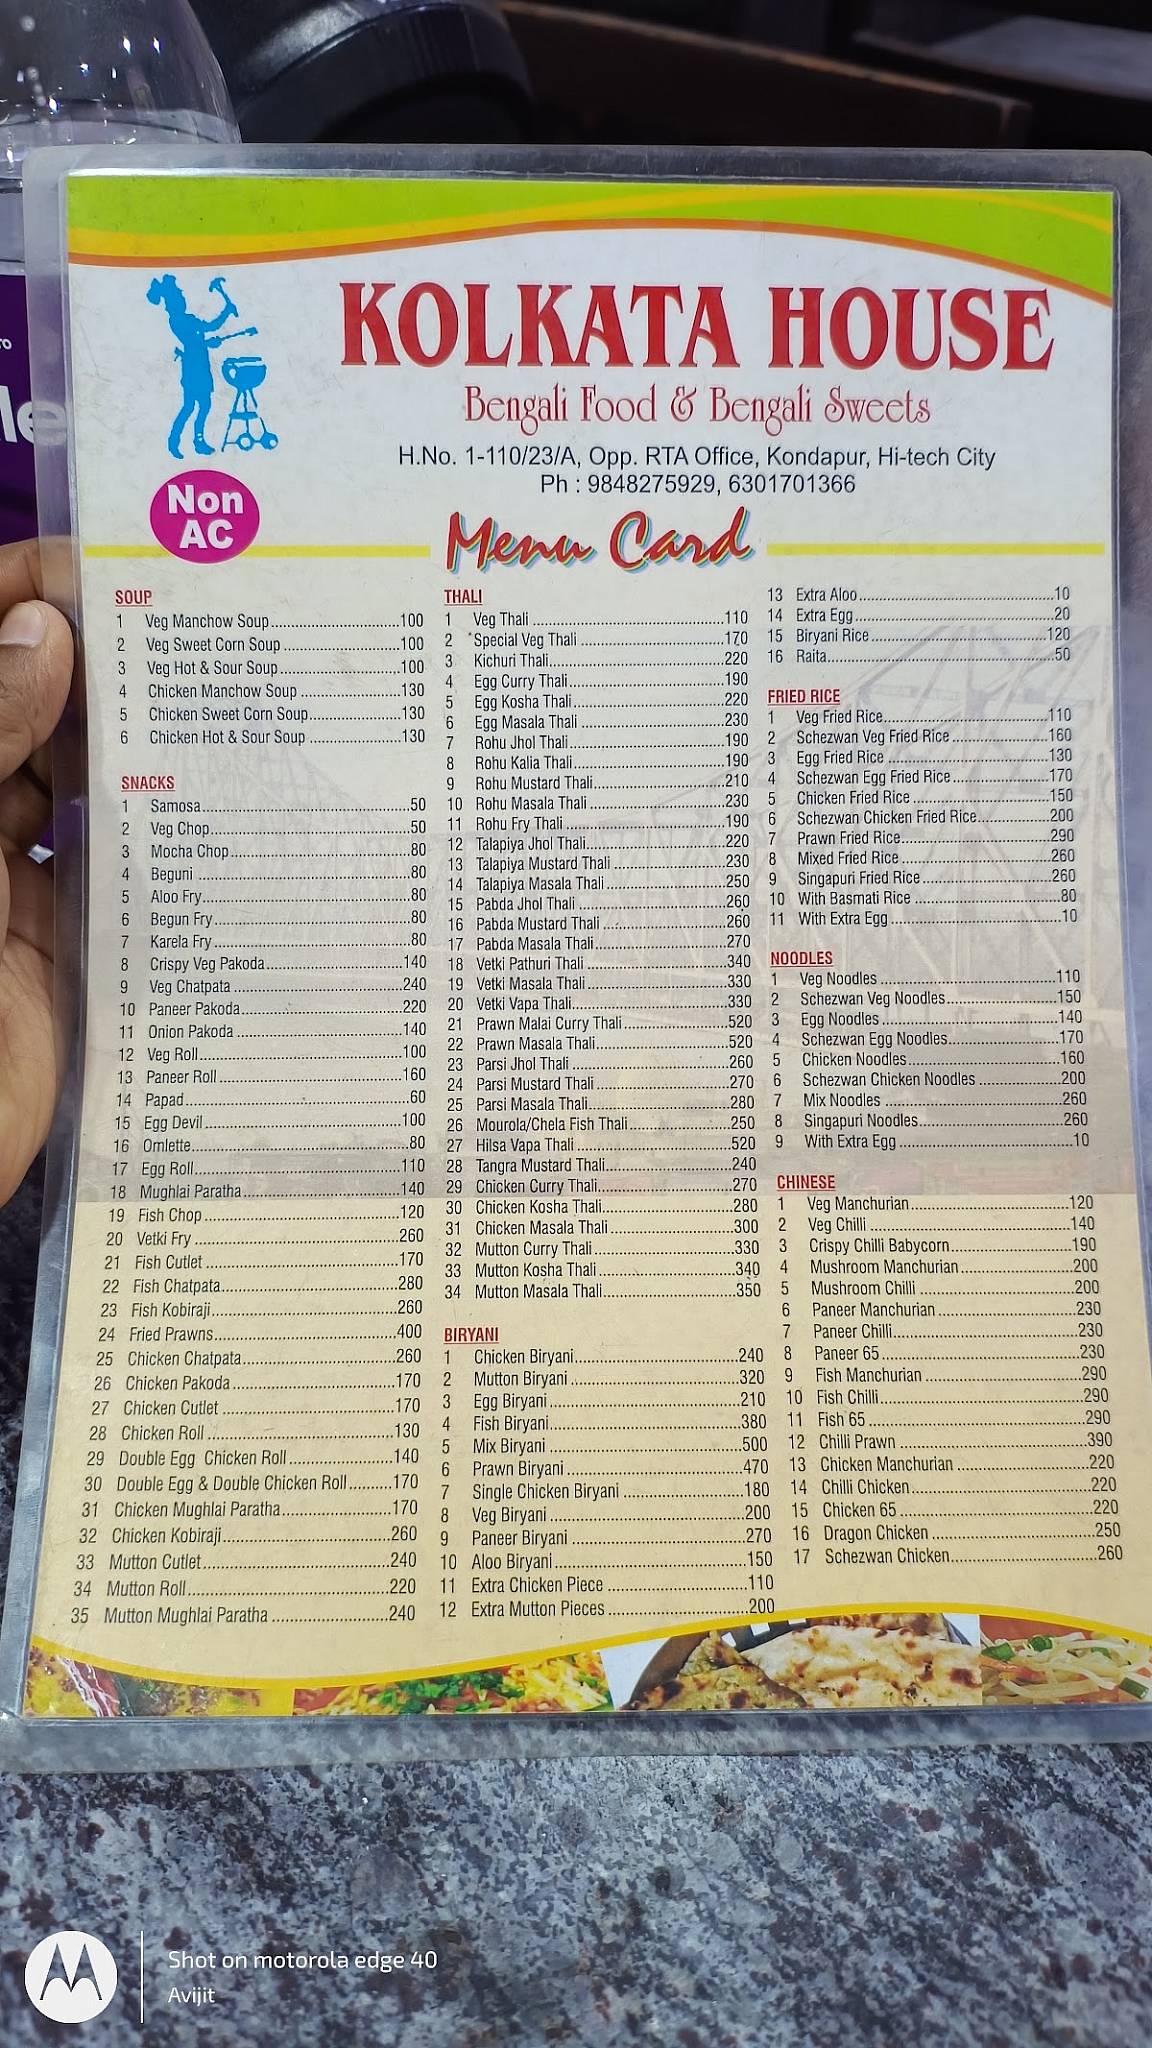 KOLKATA HOUSE
Bengali Food & Bengali Sweets
H.No. 1-110/23/A, Opp. RTA Office, Kondapur, Hi-tech City
Ph : 9848275929, 6301701366
Non
AC
Menu Card
SOUP
1 Veg Manchow Soup 100
2 Veg Sweet Corn Soup 100
3 Veg Hot & Sour Soup 100
4 Chicken Manchow Soup 130
5 Chicken Sweet Corn Soup 130
6 Chicken Hot & Sour Soup 130
SNACKS
1 Samosa 50
2 Veg Chop 50
3 Mocha Chop 80
4 Beguni 80
5 Aloo Fry 80
6 Begun Fry 80
7 Karela Fry 80
8 Crispy Veg Pakoda 140
9 Veg Chatpata 240
10 Paneer Pakoda 220
11 Onion Pakoda 140
12 Veg Roll 100
13 Paneer Roll 160
14 Papad 60
15 Egg Devil 100
16 Omlette 80
17 Egg Roll 110
18 Mughlai Paratha 140
19 Fish Chop 120
20 Vetki Fry 260
21 Fish Cutlet 170
22 Fish Chatpata 280
23 Fish Kobiraji 260
24 Fried Prawns 400
25 Chicken Chatpata 260
26 Chicken Pakoda 170
27 Chicken Cutlet 170
28 Chicken Roll 130
29 Double Egg Chicken Roll 140
30 Double Egg & Double Chicken Roll 170
31 Chicken Mughlai Paratha 170
32 Chicken Kobiraji 260
33 Mutton Cutlet 240
34 Mutton Roll 220
35 Mutton Mughlai Paratha 240
THALI
1 Veg Thali 110
2 Special Veg Thali 170
3 Kichuri Thali 220
4 Egg Curry Thali 190
5 Egg Kosha Thali 220
6 Egg Masala Thali 230
7 Rohu Jhol Thali 190
8 Rohu Kalia Thali 190
9 Rohu Mustard Thali 210
10 Rohu Masala Thali 230
11 Rohu Fry Thali 190
12 Talapiya Jhol Thali 220
13 Talapiya Mustard Thali 230
14 Talapiya Masala Thali 250
15 Pabda Jhol Thali 260
16 Pabda Mustard Thali 260
17 Pabda Masala Thali 270
18 Vetki Pathuri Thali 340
19 Vetki Masala Thali 330
20 Vetki Vapa Thali 330
21 Prawn Malai Curry Thali 520
22 Prawn Masala Thali 520
23 Parsi Jhol Thali 260
24 Parsi Mustard Thali 270
25 Parsi Masala Thali 280
26 Mourola/Chela Fish Thali 250
27 Hilsa Vapa Thali 520
28 Tangra Mustard Thali 240
29 Chicken Curry Thali 270
30 Chicken Kosha Thali 280
31 Chicken Masala Thali 300
32 Mutton Curry Thali 330
33 Mutton Kosha Thali 340
34 Mutton Masala Thali 350
BIRYANI
1 Chicken Biryani 240
2 Mutton Biryani 320
3 Egg Biryani 210
4 Fish Biryani 380
5 Mix Biryani 500
6 Prawn Biryani 470
7 Single Chicken Biryani 180
8 Veg Biryani 200
9 Paneer Biryani 270
10 Aloo Biryani 150
11 Extra Chicken Piece 110
12 Extra Mutton Pieces 200
13 Extra Aloo 10
14 Extra Egg 20
15 Biryani Rice 120
16 Raita 50
FRIED RICE
1 Veg Fried Rice 110
2 Schezwan Veg Fried Rice 160
3 Egg Fried Rice 130
4 Schezwan Egg Fried Rice 170
5 Chicken Fried Rice 150
6 Schezwan Chicken Fried Rice 200
7 Prawn Fried Rice 290
8 Mixed Fried Rice 260
9 Singapuri Fried Rice 260
10 With Basmati Rice 80
11 With Extra Egg 10
NOODLES
1 Veg Noodles 110
2 Schezwan Veg Noodles 150
3 Egg Noodles 140
4 Schezwan Egg Noodles 170
5 Chicken Noodles 160
6 Schezwan Chicken Noodles 200
7 Mix Noodles 260
8 Singapuri Noodles 260
9 With Extra Egg 10
CHINESE
1 Veg Manchurian 120
2 Veg Chilli 140
3 Crispy Chilli Babycorn 190
4 Mushroom Manchurian 200
5 Mushroom Chilli 200
6 Paneer Manchurian 230
7 Paneer Chilli 230
8 Paneer 65 230
9 Fish Manchurian 290
10 Fish Chilli 290
11 Fish 65 290
12 Chilli Prawn 390
13 Chicken Manchurian 220
14 Chilli Chicken 220
15 Chicken 65 220
16 Dragon Chicken 250
17 Schezwan Chicken 260
Shot on motorola edge 40
Avijit